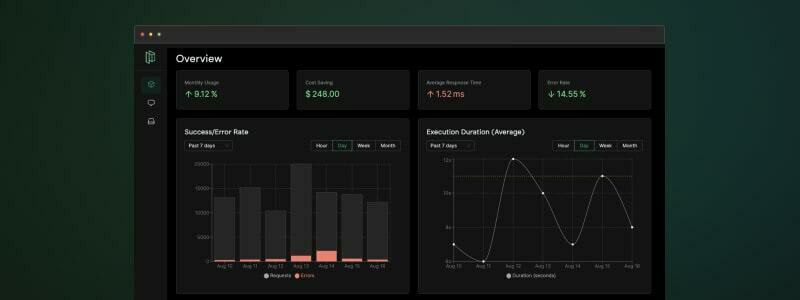 Overview
Monthly Usage
↑ 9.12 %
Cost Saving
$ 248.00
Average Response Time
↑ 1.52 ms
Error Rate
↓ 14.55 %
Success/Error Rate
Past 7 days
Hour Day Week Month
20000
15000
10000
5000
0
Aug 10 Aug 11 Aug 12 Aug 13 Aug 14 Aug 15 Aug 16
Requests Errors
Execution Duration (Average)
Past 7 days
Hour Day Week Month
12s
10s
Aug 10 Aug 11 Aug 12 Aug 13 Aug 14 Aug 15 Aug 16
Duration (seconds)